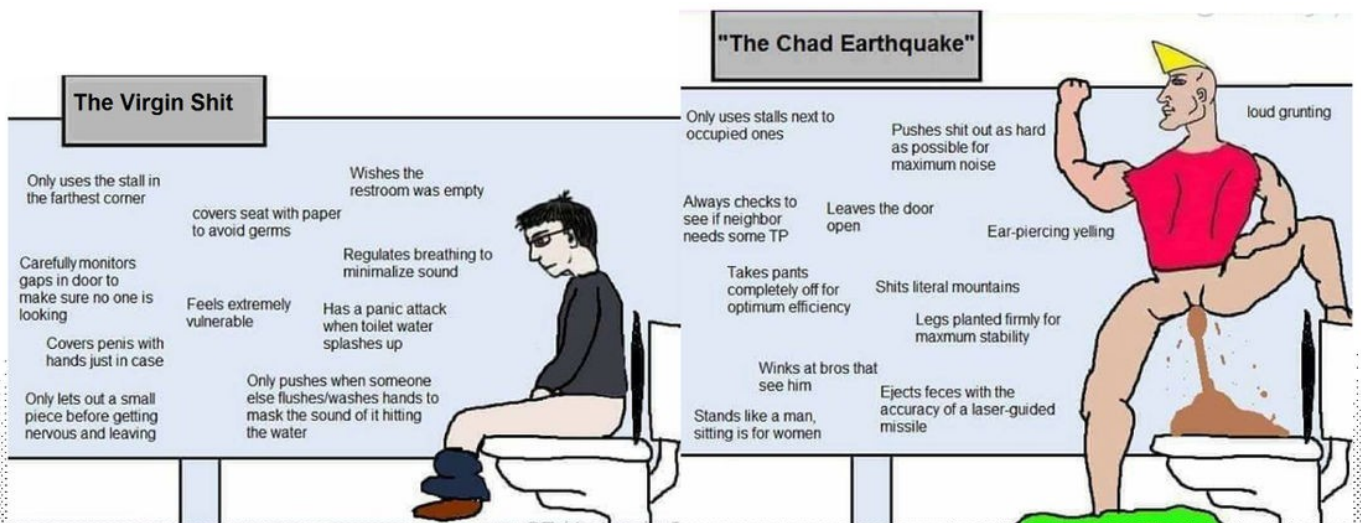 The Virgin Shit
Only uses the stall in
the farthest corner
Wishes the
restroom was empty
covers seat with paper
to avoid germs
Regulates breathing to
minimalize sound
Carefully monitors
gaps in door to
make sure no one is
looking
Feels extremely
vulnerable
Has a panic attack
when toilet water
splashes up
Covers penis with
hands just in case
Only pushes when someone
else flushes/washes hands to
mask the sound of it hitting
the water
Only lets out a small
piece before getting
nervous and leaving
"The Chad Earthquake"
Only uses stalls next to
occupied ones
Pushes shit out as hard
as possible for
maximum noise
loud grunting
Always checks to
see if neighbor
needs some TP
Leaves the door
open
Ear-piercing yelling
Takes pants
completely off for
optimum efficiency
Shits literal mountains
Legs planted firmly for
maxmum stability
Winks at bros that
see him
Ejects feces with the
accuracy of a laser-guided
missile
Stands like a man,
sitting is for women